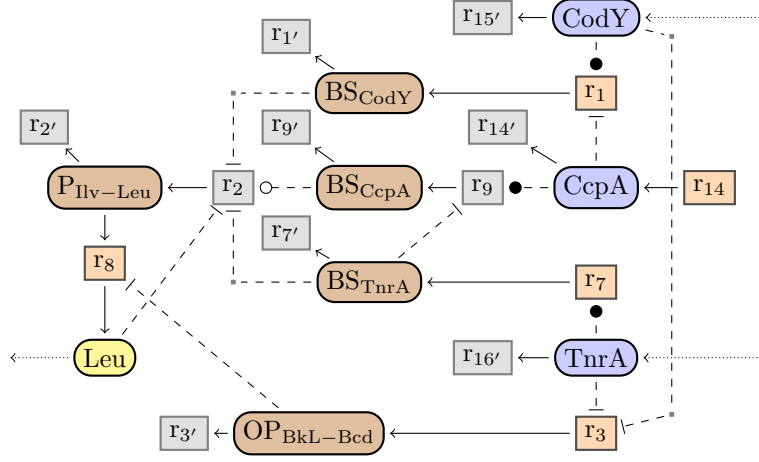 r15′ CodY
r1′
BSCodY r1
r2′ r9′ r14′
PIlv−Leu r2 BSCcpA r9 CcpA r14
r7′
r8 BSTnrA r7
Leu r16′ TnrA
r3′ OPBkL−Bcd r3